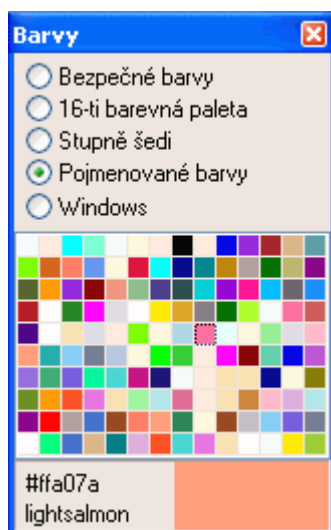 Barvy
Bezpečné barvy
16-ti barevná paleta
Stupně šedi
Pojmenované barvy
Windows
#ffa07a
lightsalmon